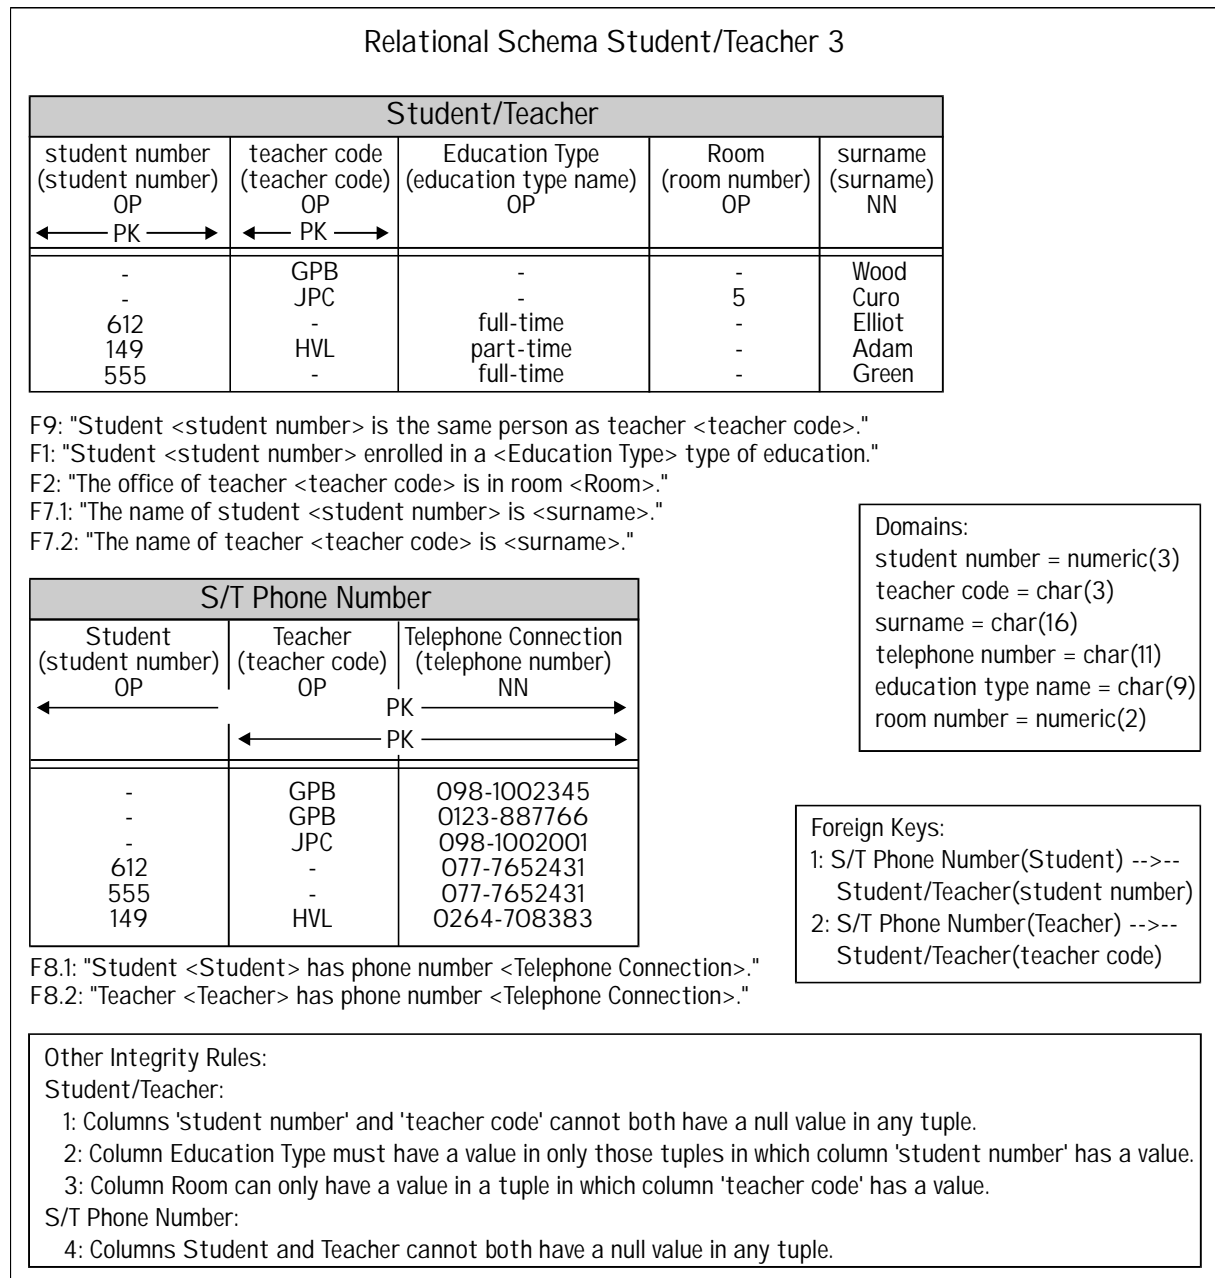 Relational Schema Student/Teacher 3
Student/Teacher
student number teacher code Education Type Room surname
(student number) (teacher code) (education type name) (room number) (surname)
OP OP OP OP NN
PK PK
- GPB - - Wood
- JPC - 5 Curo
612 - full-time - Elliot
149 HVL part-time - Adam
555 - full-time - Green
F9: "Student <student number> is the same person as teacher <teacher code>."
F1: "Student <student number> enrolled in a <Education Type> type of education."
F2: "The office of teacher <teacher code> is in room <Room>."
F7.1: "The name of student <student number> is <surname>."
F7.2: "The name of teacher <teacher code> is <surname>."
Domains:
student number = numeric(3)
teacher code = char(3)
surname = char(16)
telephone number = char(11)
education type name = char(9)
room number = numeric(2)
S/T Phone Number
Student Teacher Telephone Connection
(student number) (teacher code) (telephone number)
OP OP NN
PK
PK
- GPB 098-1002345
- GPB 0123-887766
- JPC 098-1002001
612 - 077-7652431
555 - 077-7652431
149 HVL 0264-708383
Foreign Keys:
1: S/T Phone Number(Student) -->--
Student/Teacher(student number)
2: S/T Phone Number(Teacher) -->--
Student/Teacher(teacher code)
F8.1: "Student <Student> has phone number <Telephone Connection>."
F8.2: "Teacher <Teacher> has phone number <Telephone Connection>."
Other Integrity Rules:
Student/Teacher:
1: Columns 'student number' and 'teacher code' cannot both have a null value in any tuple.
2: Column Education Type must have a value in only those tuples in which column 'student number' has a value.
3: Column Room can only have a value in a tuple in which column 'teacher code' has a value.
S/T Phone Number:
4: Columns Student and Teacher cannot both have a null value in any tuple.